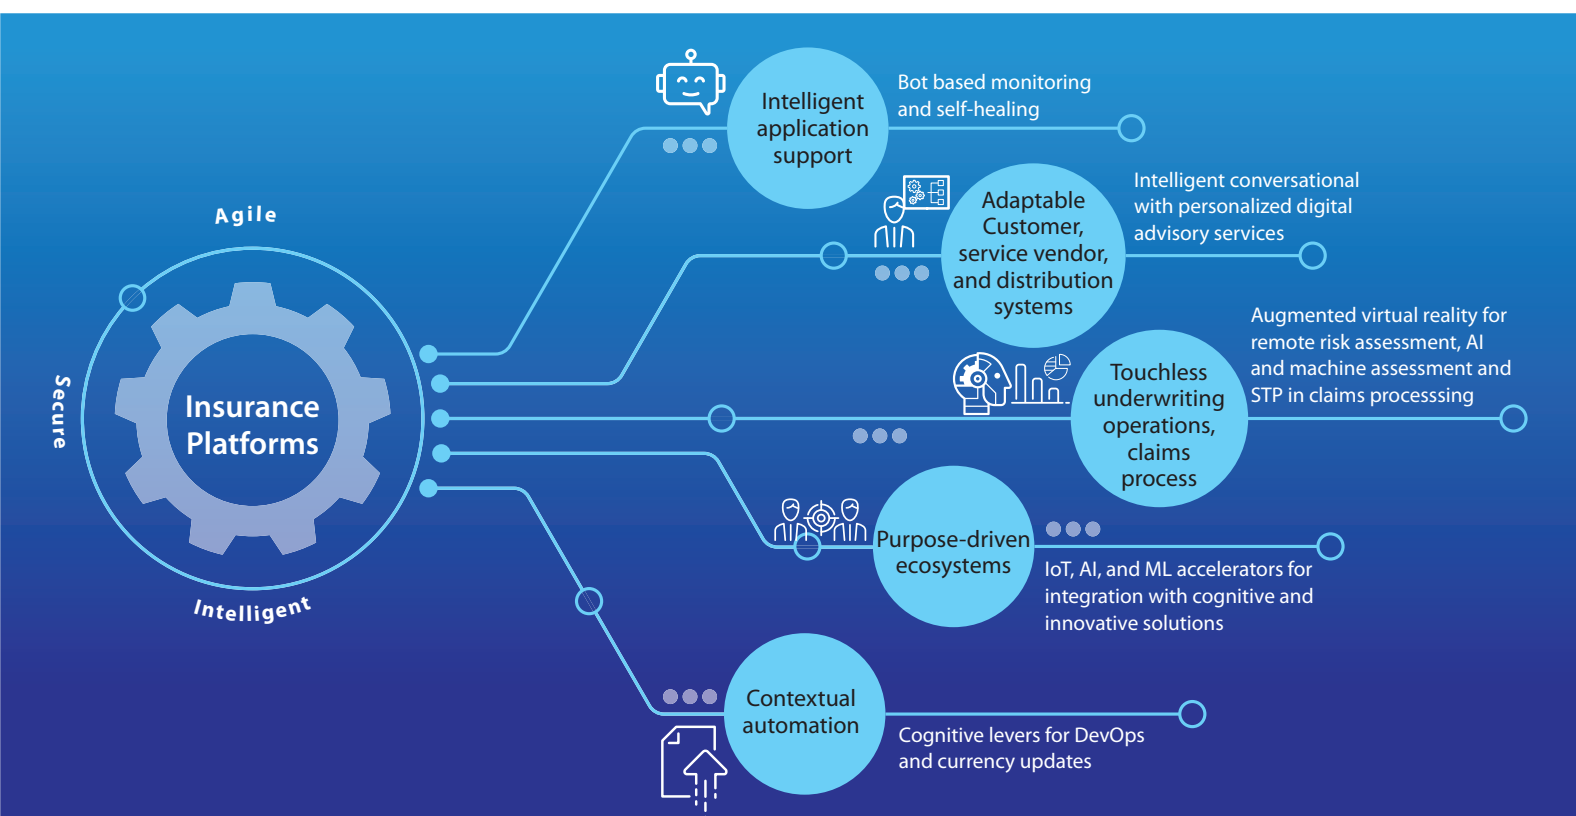 Agile
Secure
Intelligent
Insurance
Platforms
Intelligent
application
support
Bot based monitoring
and self-healing
Adaptable
Customer,
service vendor,
and distribution
systems
Intelligent conversational
with personalized digital
advisory services
Touchless
underwriting
operations,
claims
process
Augmented virtual reality for
remote risk assessment, AI
and machine assessment and
STP in claims processsing
Purpose-driven
ecosystems
IoT, AI, and ML accelerators for
integration with cognitive and
innovative solutions
Contextual
automation
Cognitive levers for DevOps
and currency updates